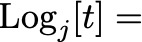 Log_j[t] =